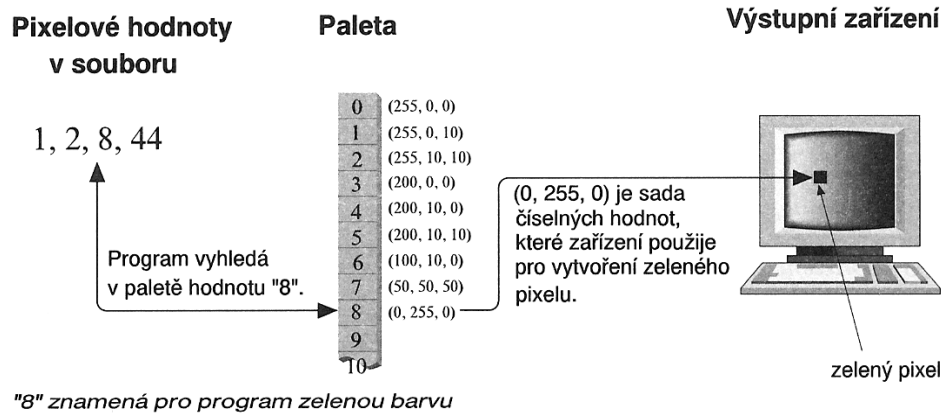 Pixelové hodnoty
v souboru
Paleta
Výstupní zařízení
1, 2, 8, 44
0 (255, 0, 0)
1 (255, 0, 10)
2 (255, 10, 10)
3 (200, 0, 0)
4 (200, 10, 0)
5 (200, 10, 10)
6 (100, 10, 0)
7 (50, 50, 50)
8 (0, 255, 0)
9
10
Program vyhledá
v paletě hodnotu "8".
(0, 255, 0) je sada
číselných hodnot,
které zařízení použije
pro vytvoření zeleného
pixelu.
zelený pixel
"8" znamená pro program zelenou barvu